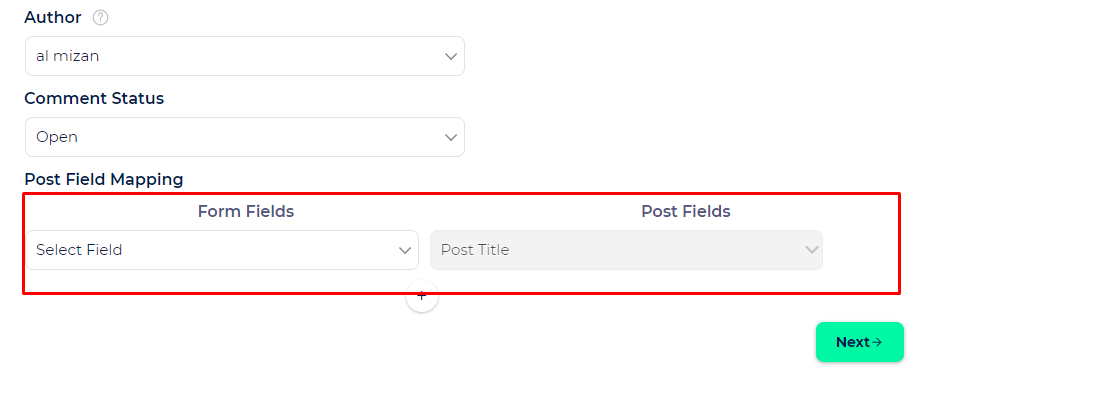 Author ?
al mizan
Comment Status
Open
Post Field Mapping
Form Fields Post Fields
Select Field Post Title
+
Next→